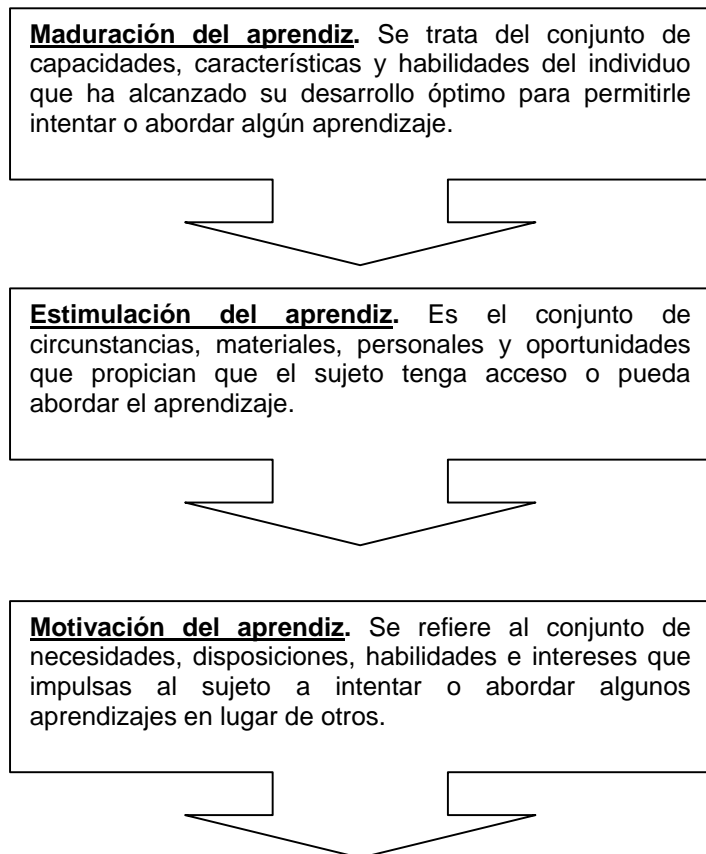 Maduración del aprendiz. Se trata del conjunto de
capacidades, características y habilidades del individuo
que ha alcanzado su desarrollo óptimo para permitirle
intentar o abordar algún aprendizaje.
Estimulación del aprendiz. Es el conjunto de
circunstancias, materiales, personales y oportunidades
que propician que el sujeto tenga acceso o pueda
abordar el aprendizaje.
Motivación del aprendiz. Se refiere al conjunto de
necesidades, disposiciones, habilidades e intereses que
impulsas al sujeto a intentar o abordar algunos
aprendizajes en lugar de otros.